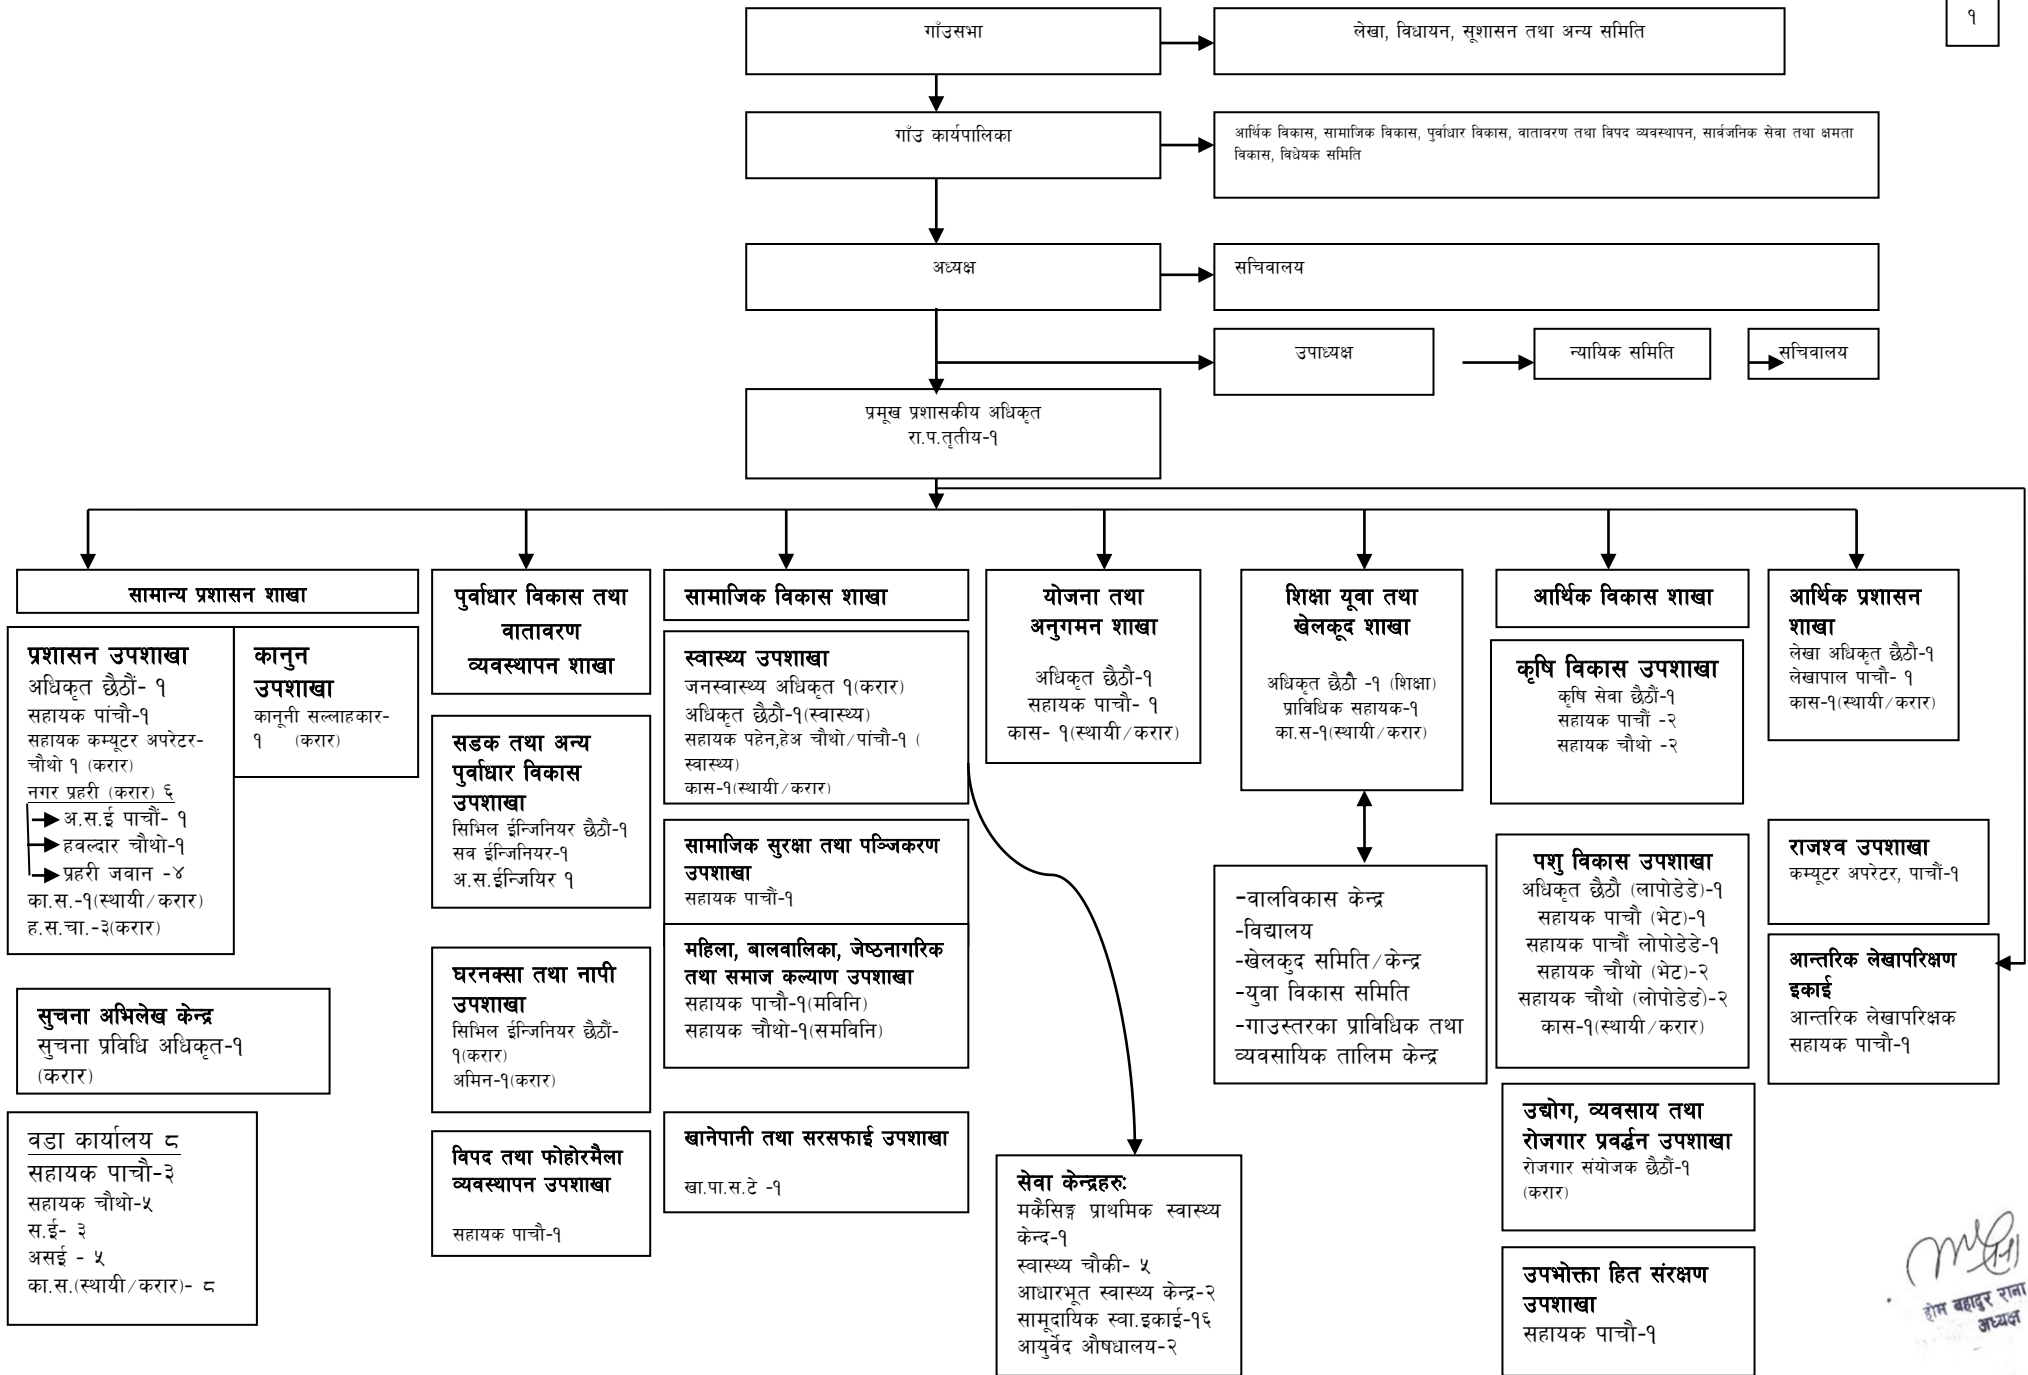 १
गाँउसभा
लेखा, विधायन, सूशासन तथा अन्य समिति
गाँउ कार्यपालिका
आर्थिक विकास, सामाजिक विकास, पुर्वाधार विकास, वातावरण तथा विपद व्यवस्थापन, सार्वजनिक सेवा तथा क्षमता
विकास, विधेयक समिति
अध्यक्ष
सचिवालय
उपाध्यक्ष
न्यायिक समिति
सचिवालय
प्रमूख प्रशासकीय अधिकृत
रा.प.तृतीय-१
सामान्य प्रशासन शाखा
प्रशासन उपशाखा
अधिकृत छैठौं- १
सहायक पांचौ-१
सहायक कम्यूटर अपरेटर-
चौथो १ (करार)
नगर प्रहरी (करार) ६
अ.स.ई पाचौं- १
हवल्दार चौथो-१
प्रहरी जवान -४
का.स.-१(स्थायी/करार)
ह.स.चा.-३(करार)
कानुन
उपशाखा
कानूनी सल्लाहकार-
१ (करार)
सुचना अभिलेख केन्द्र
सुचना प्रविधि अधिकृत-१
(करार)
वडा कार्यालय ८
सहायक पाचौ-३
सहायक चौथो-५
स.ई- ३
असई - ५
का.स.(स्थायी/करार)- ८
पुर्वाधार विकास तथा
वातावरण
व्यवस्थापन शाखा
सडक तथा अन्य
पुर्वाधार विकास
उपशाखा
सिभिल ईन्जिनियर छैठौ-१
सव ईन्जिनियर-१
अ.स.ईन्जियिर १
घरनक्सा तथा नापी
उपशाखा
सिभिल ईन्जिनियर छैठौं-
१(करार)
अमिन-१(करार)
विपद तथा फोहोरमैला
व्यवस्थापन उपशाखा
सहायक पाचौ-१
सामाजिक विकास शाखा
स्वास्थ्य उपशाखा
जनस्वास्थ्य अधिकृत १(करार)
अधिकृत छैठौ-१(स्वास्थ्य)
सहायक पहेन,हेअ चौथो/पांचौ-१ (
स्वास्थ्य)
कास-१(स्थायी/करार)
सामाजिक सुरक्षा तथा पञ्जिकरण
उपशाखा
सहायक पाचौं-१
महिला, बालवालिका, जेष्ठनागरिक
तथा समाज कल्याण उपशाखा
सहायक पाचौ-१(मविनि)
सहायक चौथो-१(समविनि)
खानेपानी तथा सरसफाई उपशाखा
खा.पा.स.टे -१
योजना तथा
अनुगमन शाखा
अधिकृत छैठौ-१
सहायक पाचौ- १
कास- १(स्थायी/करार)
सेवा केन्द्रहरु:
मकैसिङ्ग प्राथमिक स्वास्थ्य
केन्द-१
स्वास्थ्य चौकी- ५
आधारभूत स्वास्थ्य केन्द्र-२
सामूदायिक स्वा.इकाई-१६
आयुर्वेद औषधालय-२
शिक्षा यूवा तथा
खेलकूद शाखा
अधिकृत छैठौ -१ (शिक्षा)
प्राविधिक सहायक-१
का.स-१(स्थायी/करार)
-वालविकास केन्द्र
-विद्यालय
-खेलकुद समिति/केन्द्र
-युवा विकास समिति
-गाउस्तरका प्राविधिक तथा
व्यवसायिक तालिम केन्द्र
आर्थिक विकास शाखा
कृषि विकास उपशाखा
कृषि सेवा छैठौं-१
सहायक पाचौं -२
सहायक चौथो -२
पशु विकास उपशाखा
अधिकृत छैठौ (लापोडेडे)-१
सहायक पाचौ (भेट)-१
सहायक पाचौं लोपोडेडे-१
सहायक चौथो (भेट)-२
सहायक चौथो (लोपोडेडे)-२
कास-१(स्थायी/करार)
उद्योग, व्यवसाय तथा
रोजगार प्रवर्द्धन उपशाखा
रोजगार संयोजक छैठौं-१
(करार)
उपभोक्ता हित संरक्षण
उपशाखा
सहायक पाचौ-१
आर्थिक प्रशासन
शाखा
लेखा अधिकृत छैठौ-१
लेखापाल पाचौ- १
कास-१(स्थायी/करार)
राजश्व उपशाखा
कम्यूटर अपरेटर, पाचौं-१
आन्तरिक लेखापरिक्षण
इकाई
आन्तरिक लेखापरिक्षक
सहायक पाचौ-१
होम बहादुर राना
अध्यक्ष